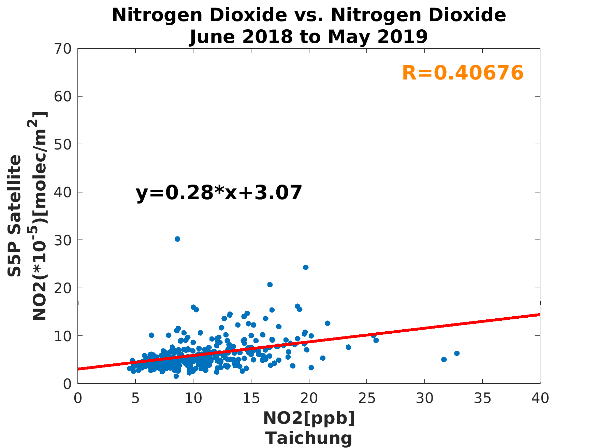 Nitrogen Dioxide vs. Nitrogen Dioxide
June 2018 to May 2019
R=0.40676
y=0.28*x+3.07
S5P Satellite
NO2(*10^-5)[molec/m^2]
70
60
50
40
30
20
10
0
0 5 10 15 20 25 30 35 40
NO2[ppb]
Taichung